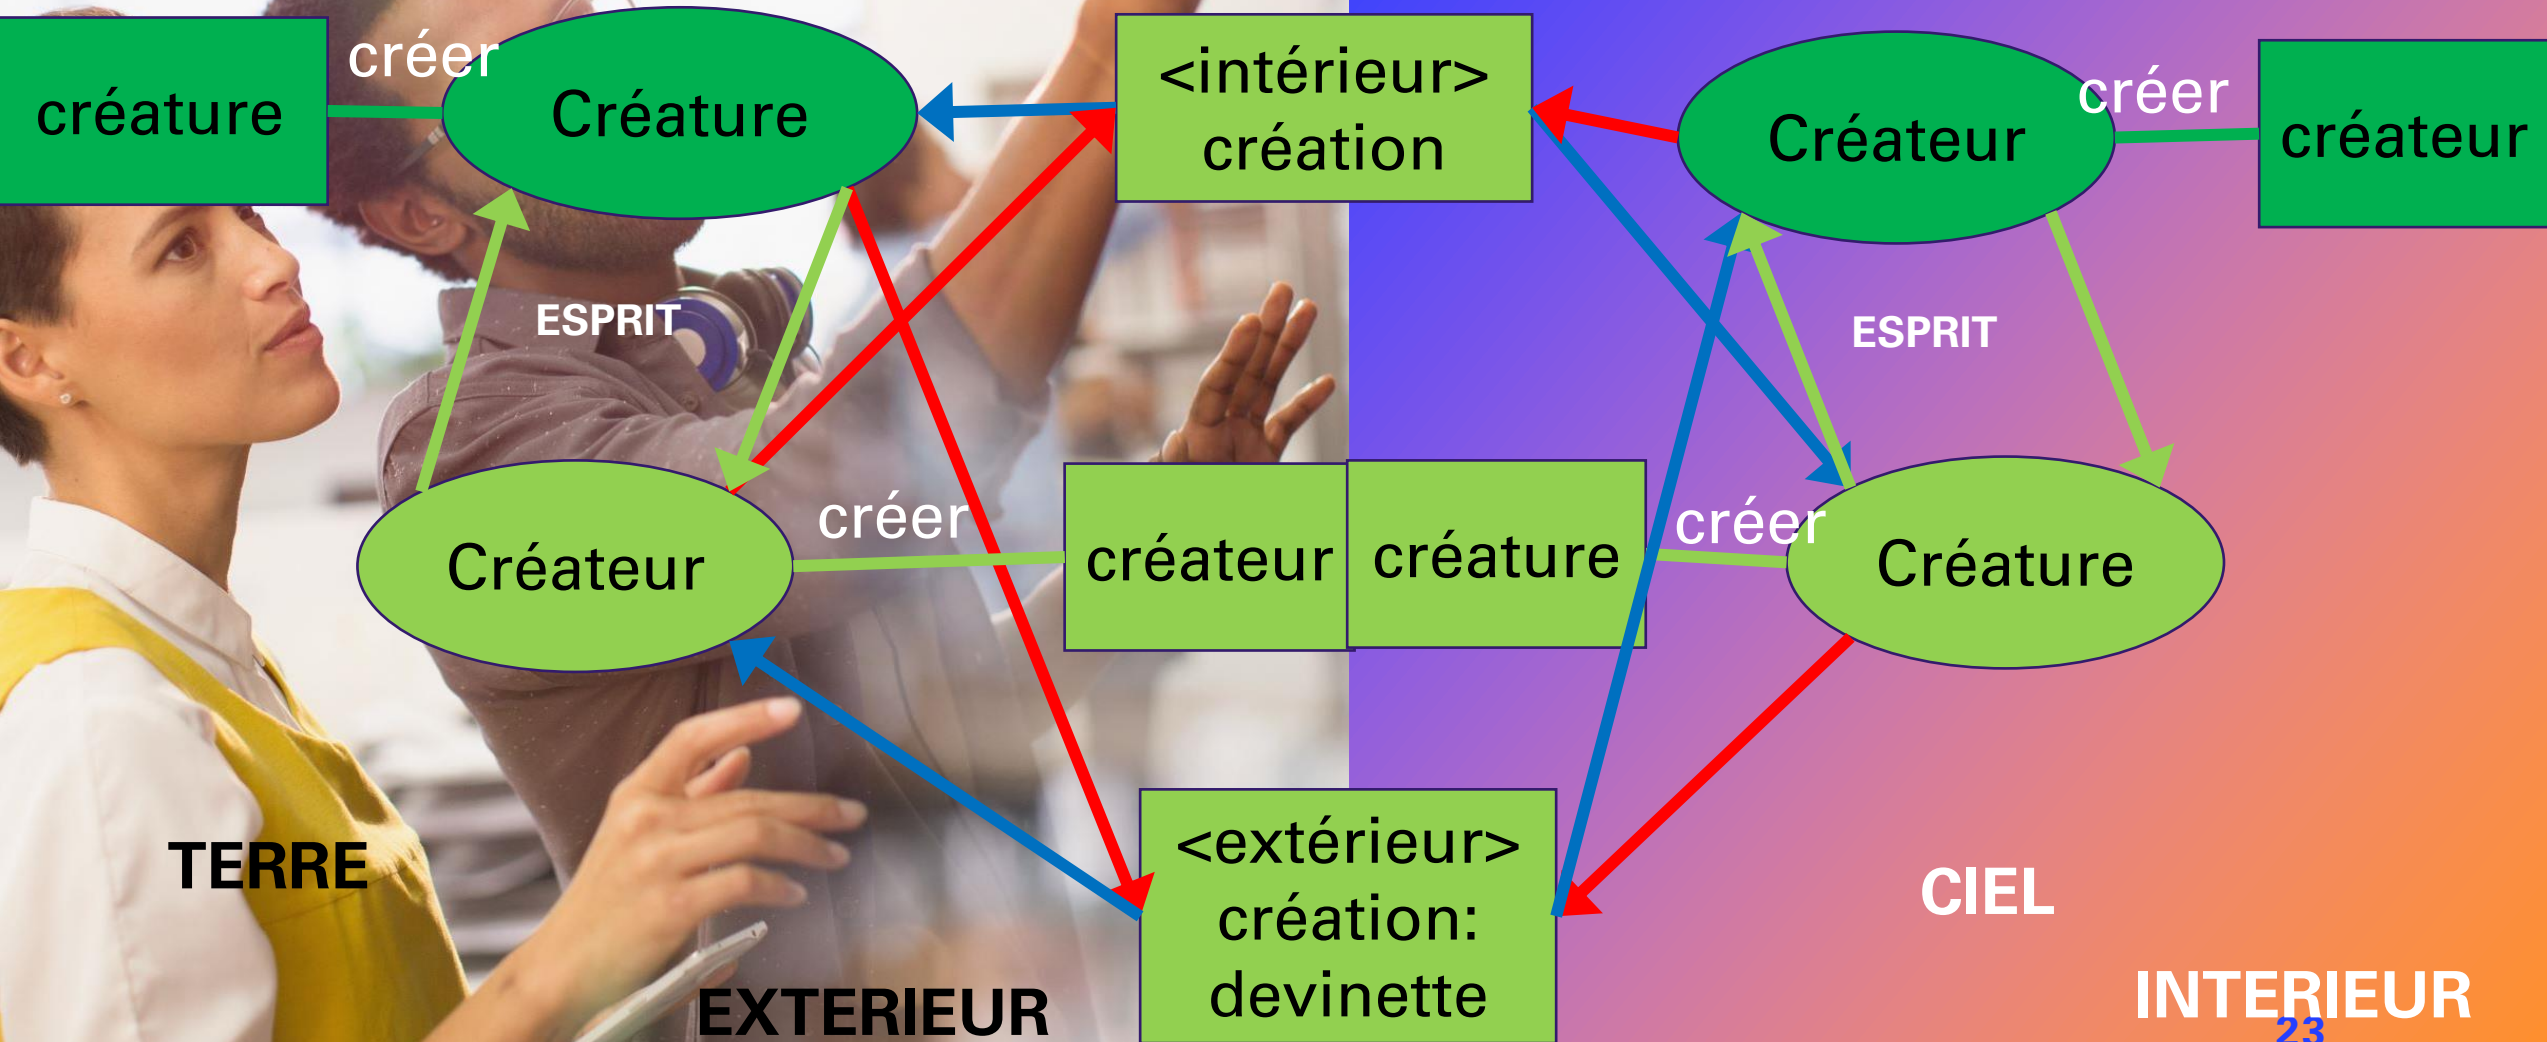 créature
créer
Créature
<intérieur>
création
Créateur
créer
créateur
ESPRIT
ESPRIT
Créateur
créer
créateur
créature
créer
Créature
<extérieur>
création:
devinette
TERRE
CIEL
EXTERIEUR
INTERIEUR
23